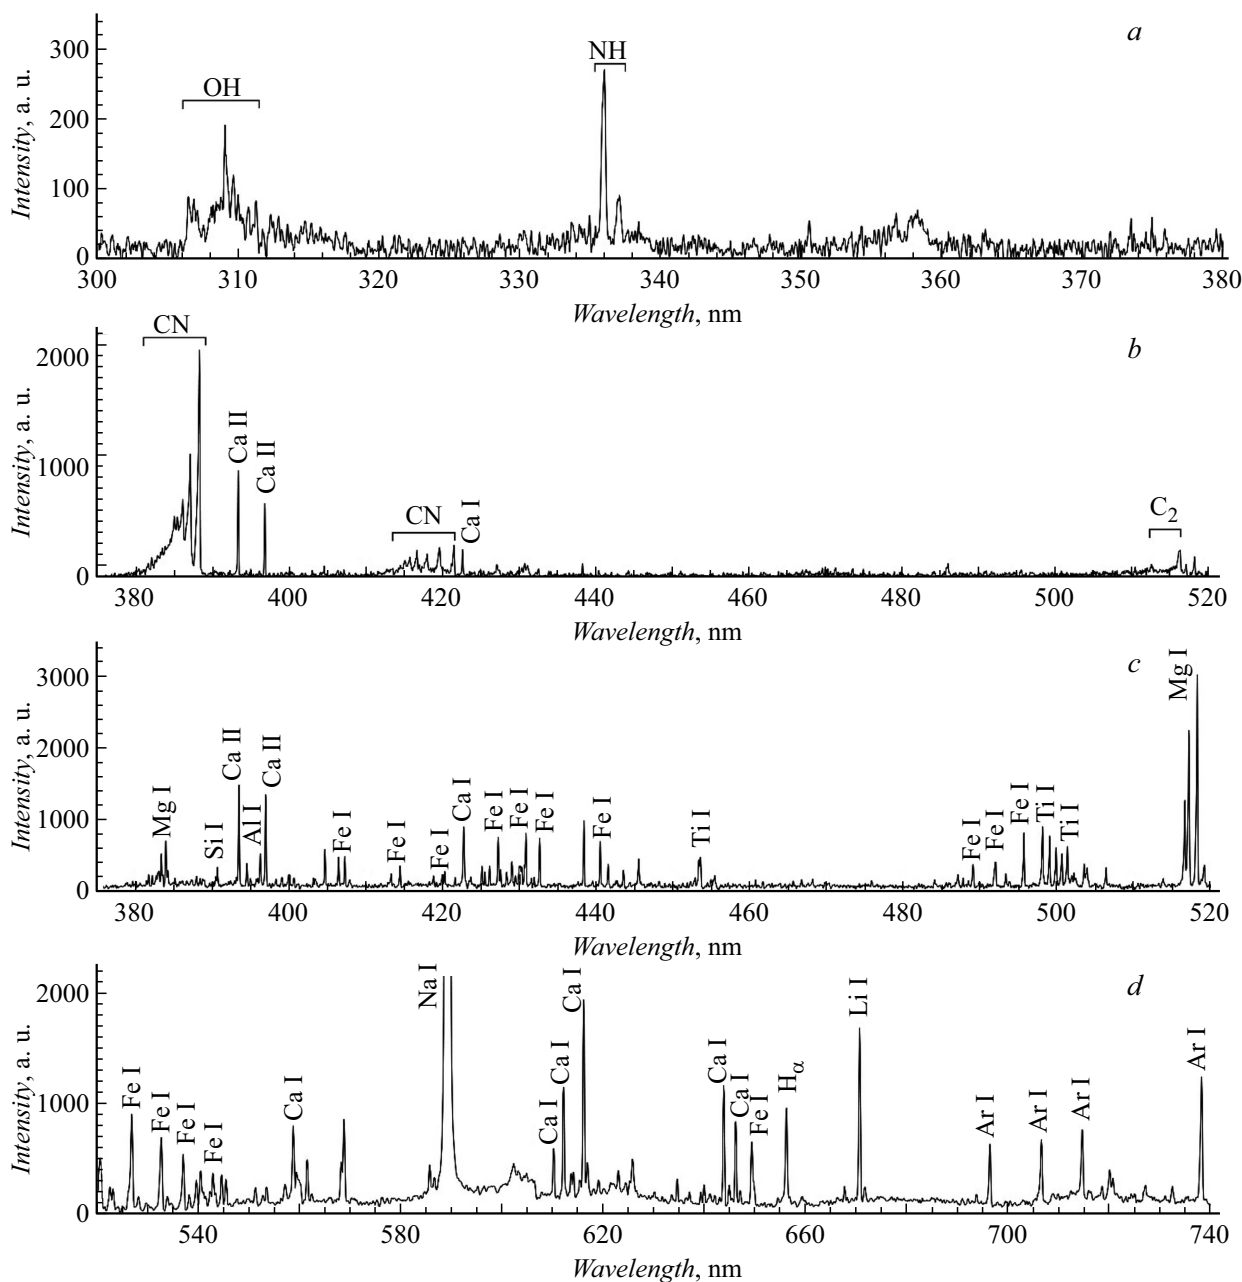 a
Intensity, a. u.
300
200
100
0
OH
NH
300 310 320 330 340 350 360 370 380
Wavelength, nm
b
Intensity, a. u.
2000
1000
0
CN
Ca II
Ca II
CN
Ca I
C2
380 400 420 440 460 480 500 520
Wavelength, nm
c
Intensity, a. u.
3000
2000
1000
0
Mg I
Si I
Ca II
Al I
Ca II
Fe I
Fe I
Fe I
Ca I
Fe I
Fe I
Fe I
Fe I
Ti I
Fe I
Fe I
Fe I
Ti I
Ti I
Mg I
380 400 420 440 460 480 500 520
Wavelength, nm
d
Intensity, a. u.
2000
1000
0
Fe I
Fe I
Fe I
Fe I
Ca I
Na I
Ca I
Ca I
Ca I
Ca I
Ca I
Fe I
Hα
Li I
Ar I
Ar I
Ar I
Ar I
540 580 620 660 700 740
Wavelength, nm